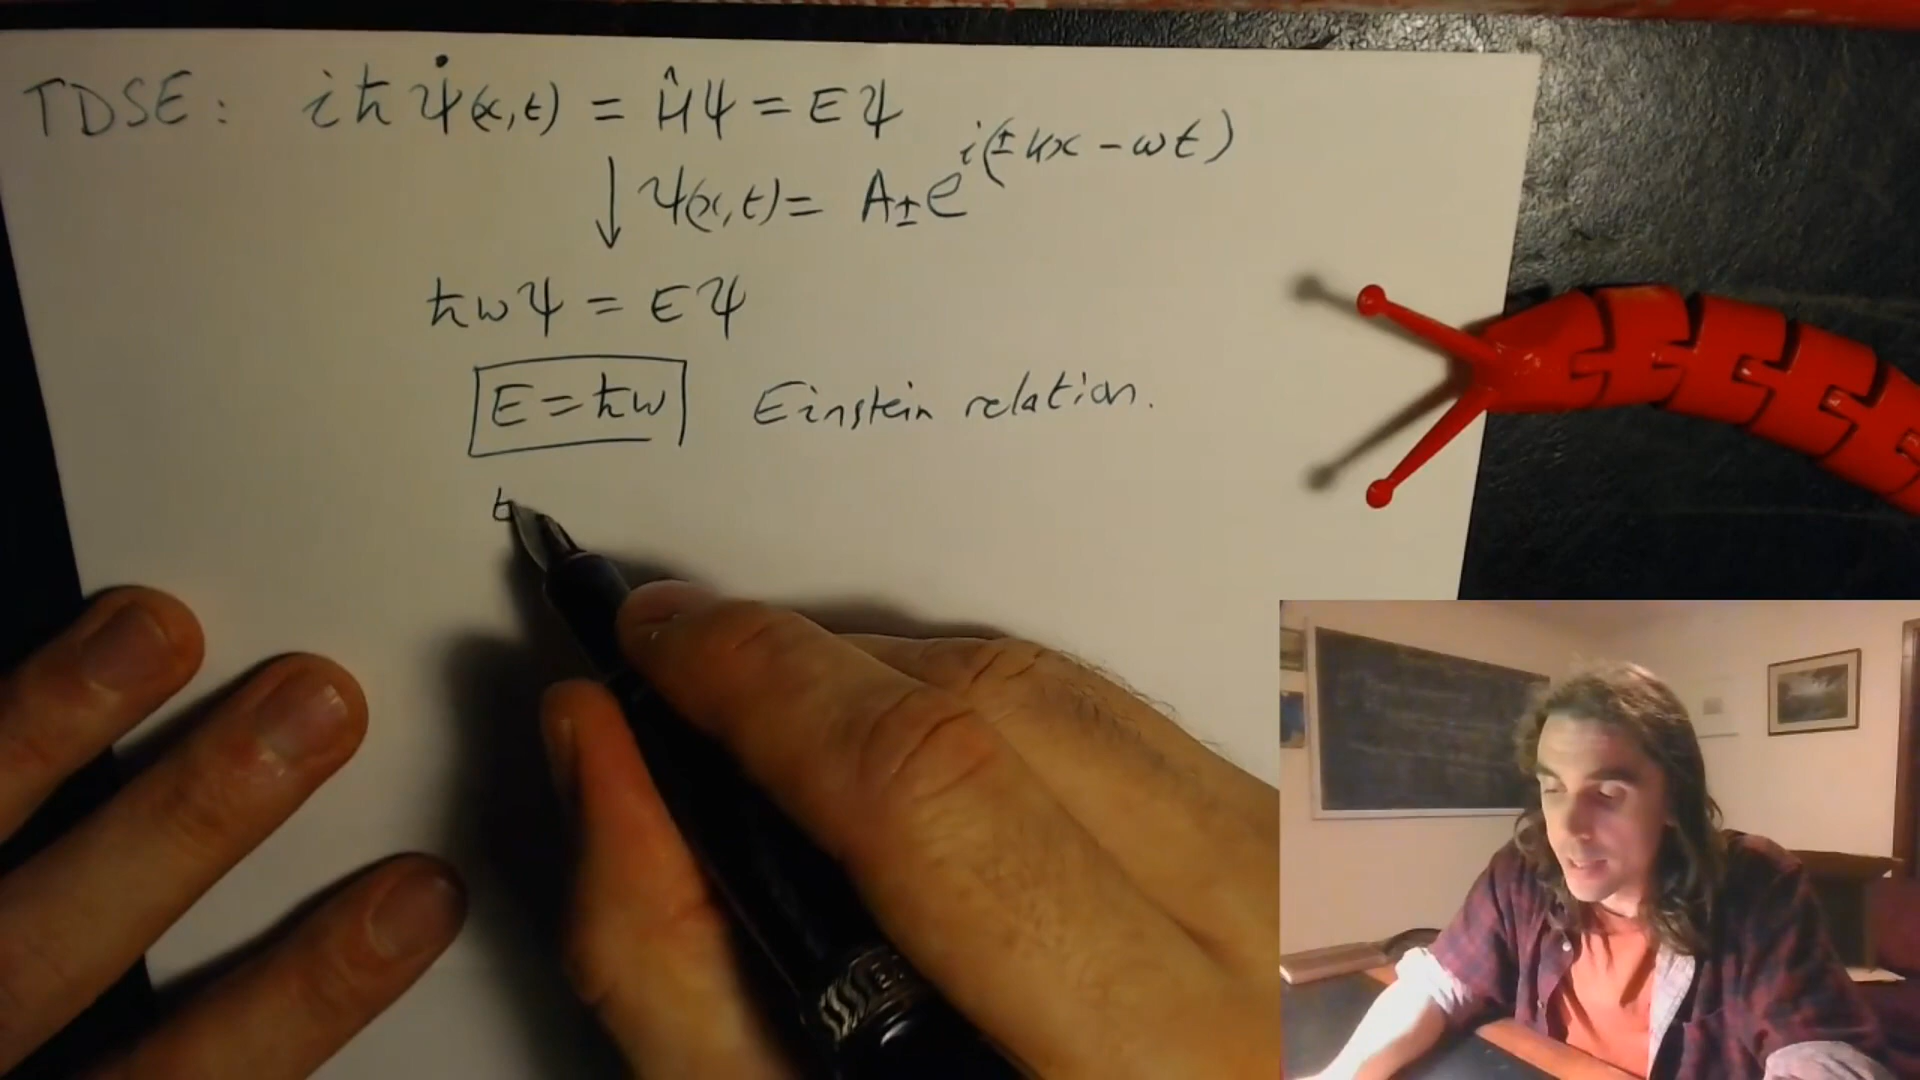 TDSE: iħψ̇(x,t) = Ĥψ = Eψ
↓ ψ(x,t) = A± e^{i(±kx − ωt)}
ħωψ = Eψ
E = ħω Einstein relation.